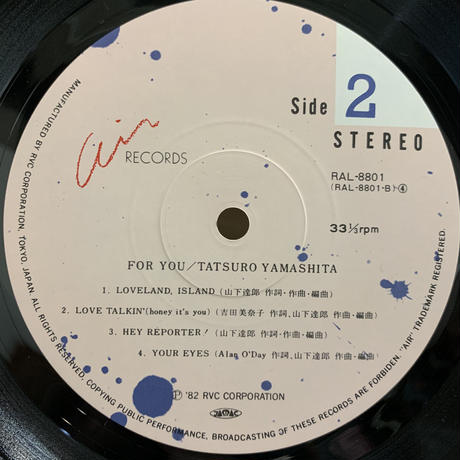 Side 2
STEREO
Air
RECORDS
RAL-8801
(RAL-8801-B) ④
33⅓rpm
FOR YOU/TATSURO YAMASHITA
1. LOVELAND, ISLAND (山下達郎 作詞・作曲・編曲)
2. LOVE TALKIN' (honey it's you) (吉田美奈子 作詞,山下達郎 作曲・編曲)
3. HEY REPORTER! (山下達郎 作詞・作曲・編曲)
4. YOUR EYES (Alan O'Day 作詞,山下達郎 作曲・編曲)
Ⓟ '82 RVC CORPORATION
JASRAC
MANUFACTURED BY RVC CORPORATION, TOKYO, JAPAN. ALL RIGHTS RESERVED. COPYING PUBLIC PERFORMANCE, BROADCASTING OF THESE RECORDS ARE FORBIDDEN. "AIR" TRADEMARK REGISTERED.